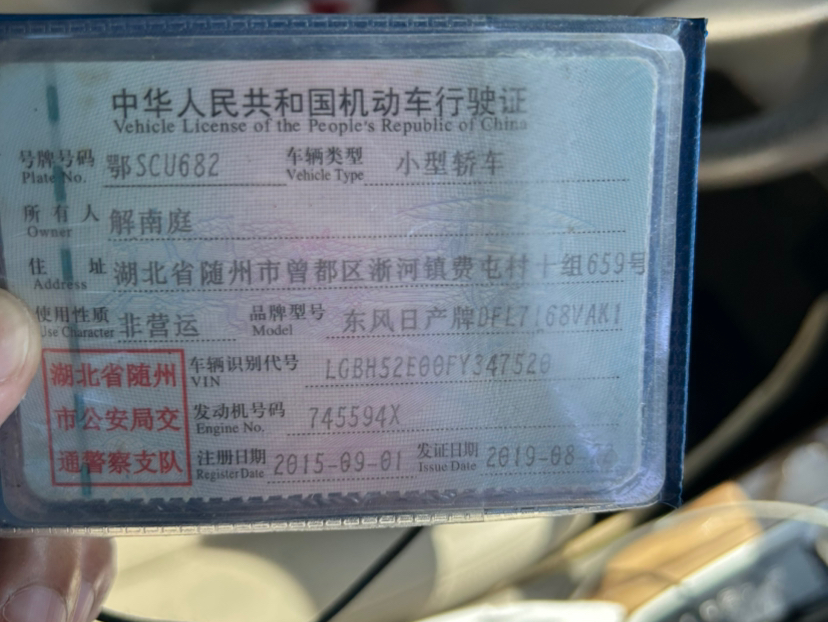 中华人民共和国机动车行驶证
Vehicle License of the People's Republic of China
号牌号码 鄂SCU682 车辆类型 小型轿车
Plate No. Vehicle Type
所有人 解南庭
Owner
住址 湖北省随州市曾都区淅河镇费屯村十组659号
Address
使用性质 非营运 品牌型号 东风日产牌DFL7168VAK1
Use Character Model
车辆识别代号 LGBH52E00FY347520
VIN
发动机号码 745594X
Engine No.
注册日期 2015-09-01 发证日期 2019-08-
Register Date Issue Date
湖北省随州
市公安局交
通警察支队